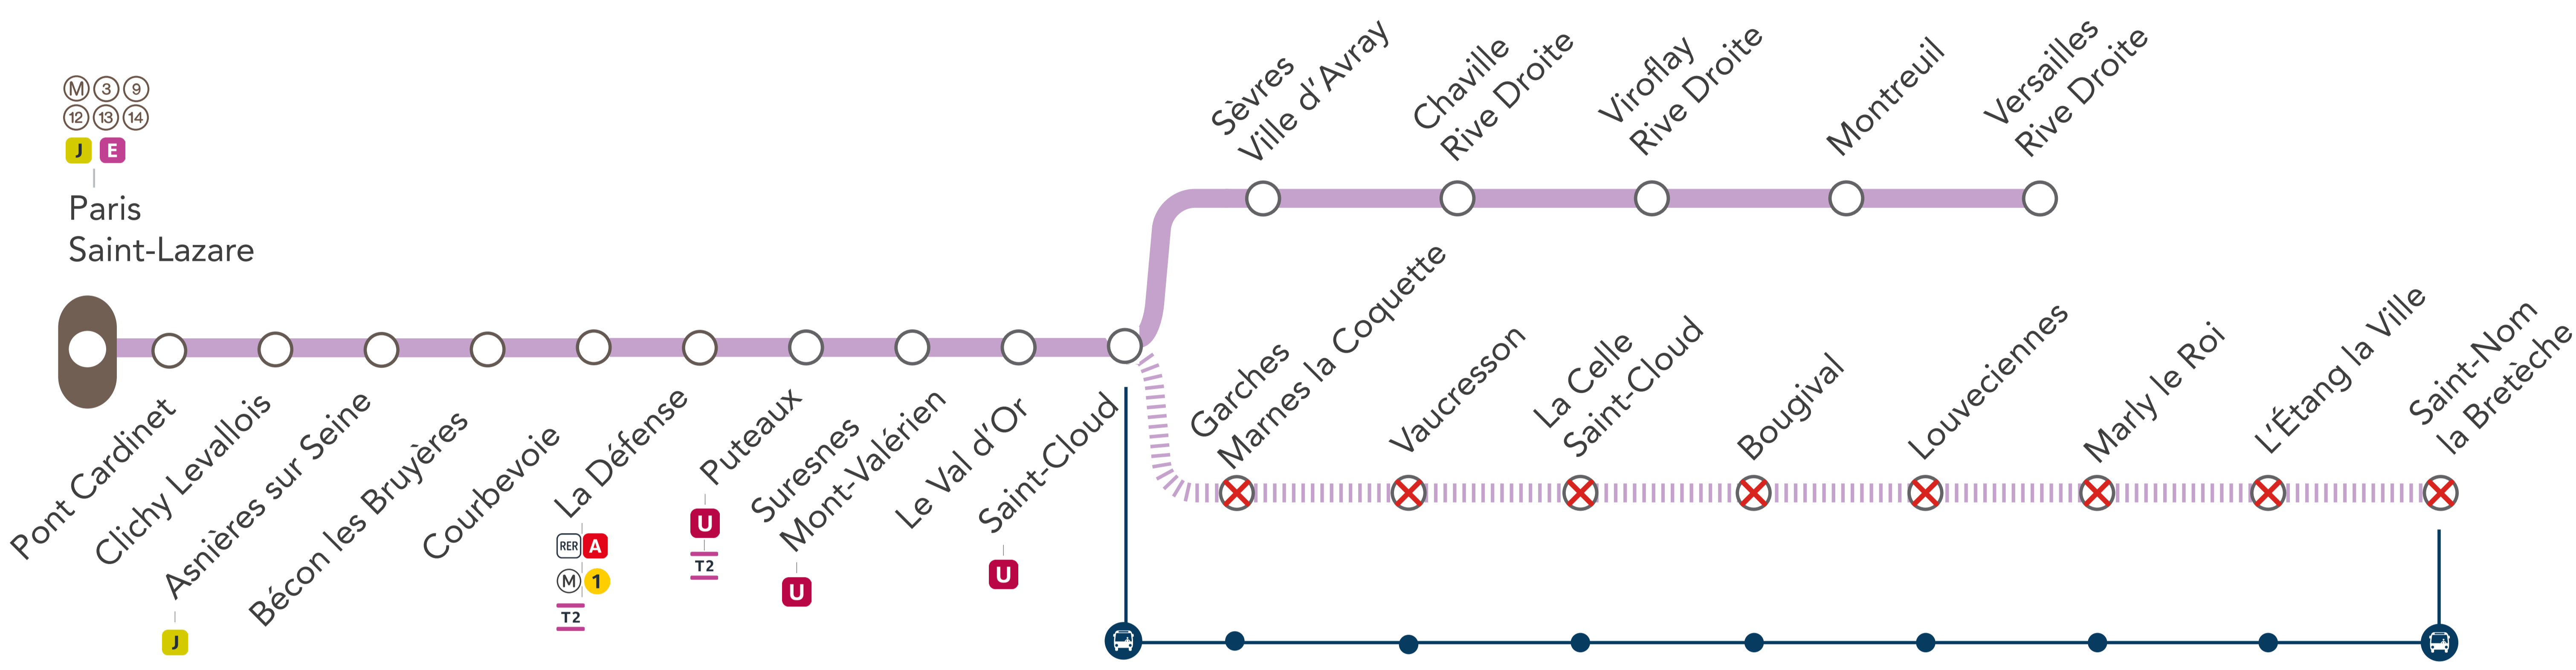 M 3 9
12 13 14
J E
Paris
Saint-Lazare
Pont Cardinet
Clichy Levallois
Asnières sur Seine
J
Bécon les Bruyères
Courbevoie
La Défense
RER A
M 1
T2
Puteaux
U
T2
Suresnes
Mont-Valérien
U
Le Val d'Or
Saint-Cloud
U
Sèvres
Ville d'Avray
Chaville
Rive Droite
Viroflay
Rive Droite
Montreuil
Versailles
Rive Droite
Garches
Marnes la Coquette
Vaucresson
La Celle
Saint-Cloud
Bougival
Louveciennes
Marly le Roi
L'Étang la Ville
Saint-Nom
la Bretèche